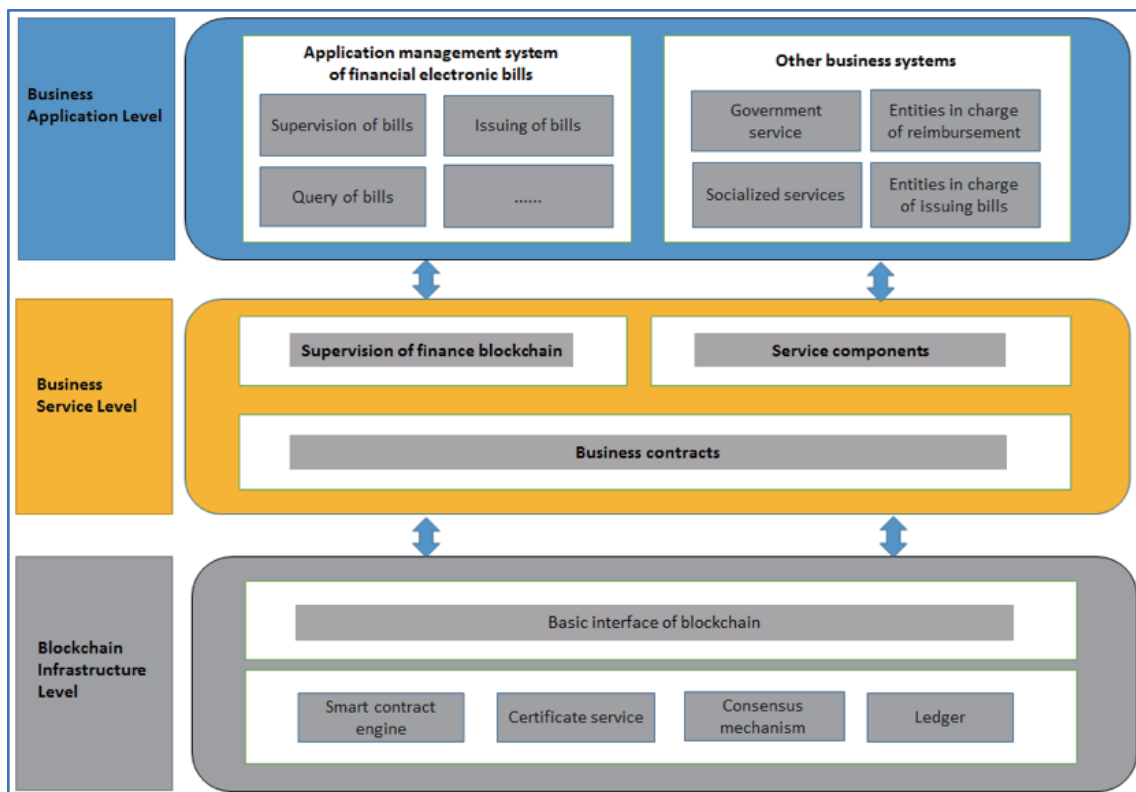 Business
Application Level
Application management system
of financial electronic bills
Supervision of bills
Issuing of bills
Query of bills
......
Other business systems
Government
service
Entities in charge
of reimbursement
Socialized services
Entities in charge
of issuing bills
Business
Service Level
Supervision of finance blockchain
Service components
Business contracts
Blockchain
Infrastructure
Level
Basic interface of blockchain
Smart contract
engine
Certificate service
Consensus
mechanism
Ledger